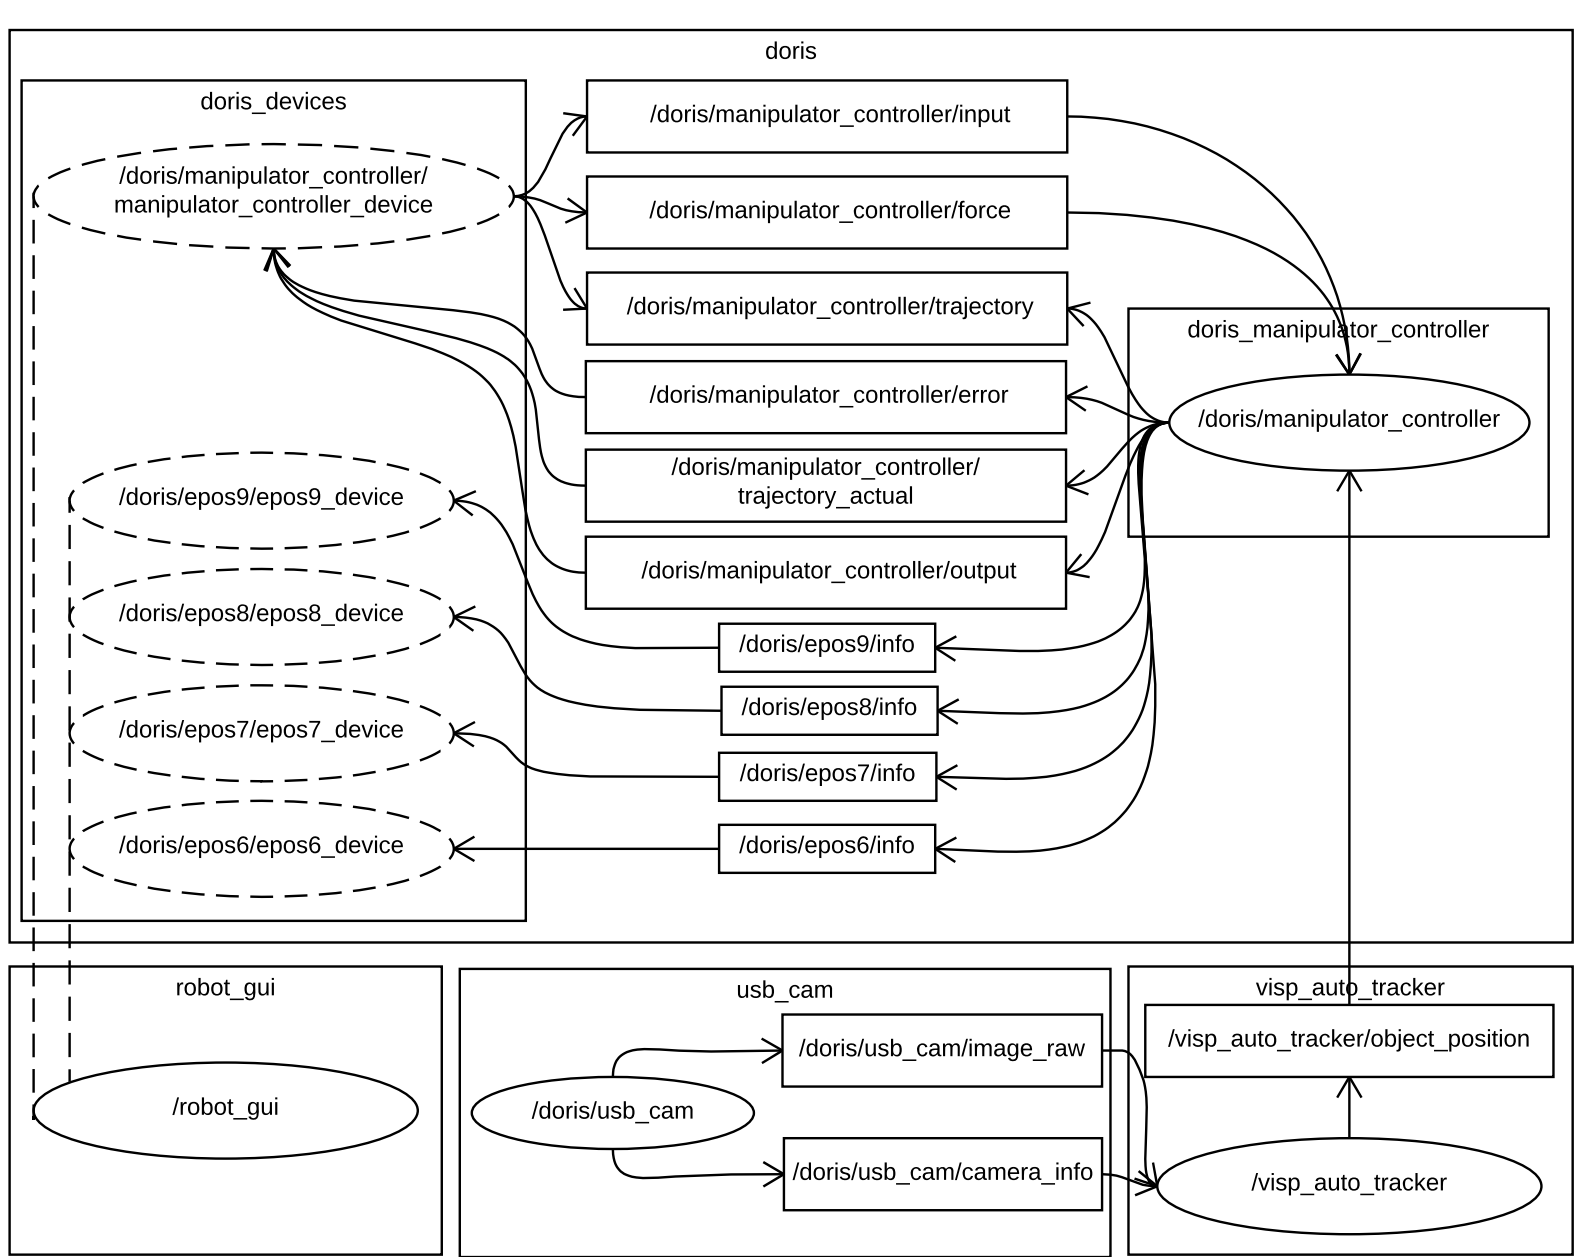 doris
doris_devices
/doris/manipulator_controller/
manipulator_controller_device
/doris/epos9/epos9_device
/doris/epos8/epos8_device
/doris/epos7/epos7_device
/doris/epos6/epos6_device
/doris/manipulator_controller/input
/doris/manipulator_controller/force
/doris/manipulator_controller/trajectory
/doris/manipulator_controller/error
/doris/manipulator_controller/
trajectory_actual
/doris/manipulator_controller/output
/doris/epos9/info
/doris/epos8/info
/doris/epos7/info
/doris/epos6/info
doris_manipulator_controller
/doris/manipulator_controller
robot_gui
/robot_gui
usb_cam
/doris/usb_cam
/doris/usb_cam/image_raw
/doris/usb_cam/camera_info
visp_auto_tracker
/visp_auto_tracker/object_position
/visp_auto_tracker